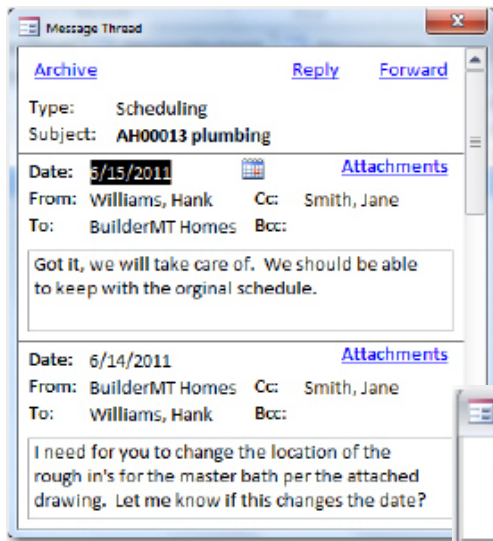 Message Thread
Archive Reply Forward
Type: Scheduling
Subject: AH00013 plumbing
Date: 6/15/2011 Attachments
From: Williams, Hank Cc: Smith, Jane
To: BuilderMT Homes Bcc:
Got it, we will take care of. We should be able
to keep with the orginal schedule.
Date: 6/14/2011 Attachments
From: BuilderMT Homes Cc: Smith, Jane
To: Williams, Hank Bcc:
I need for you to change the location of the
rough in's for the master bath per the attached
drawing. Let me know if this changes the date?